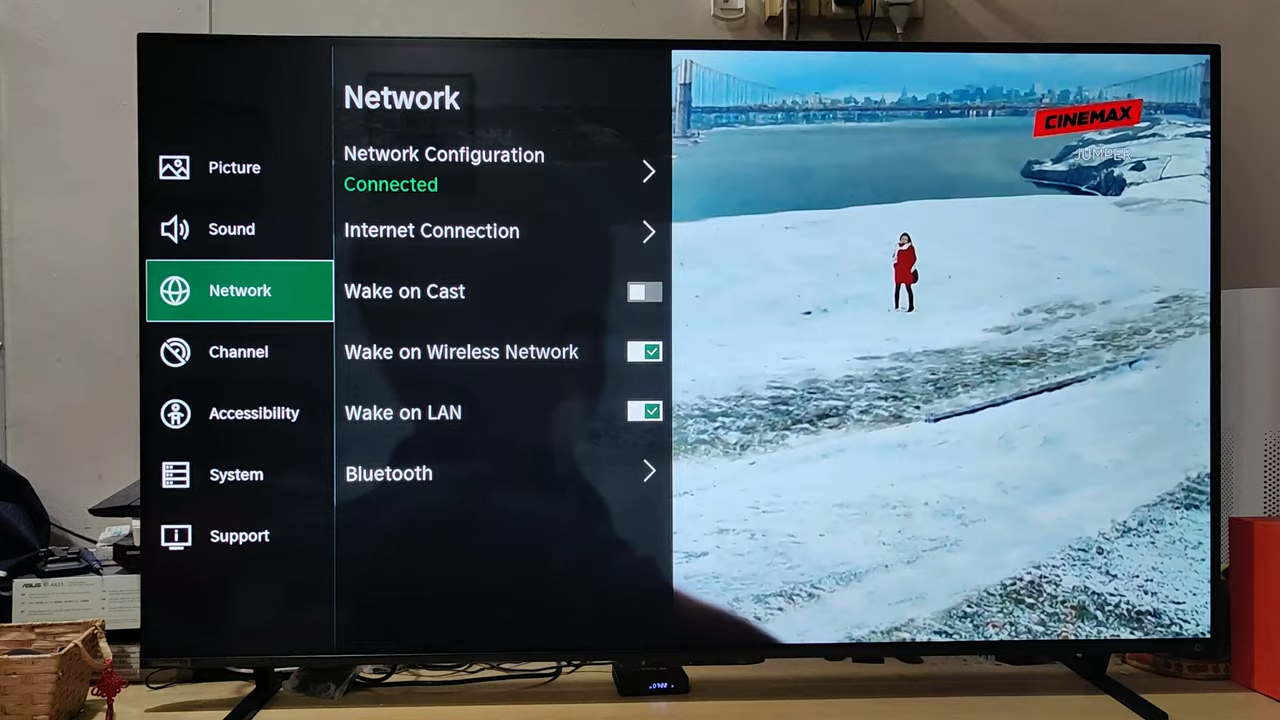 Network
Network Configuration
Connected
Internet Connection
Wake on Cast
Wake on Wireless Network
Wake on LAN
Bluetooth
Picture
Sound
Network
Channel
Accessibility
System
Support
CINEMAX
JUMPER
ASUS